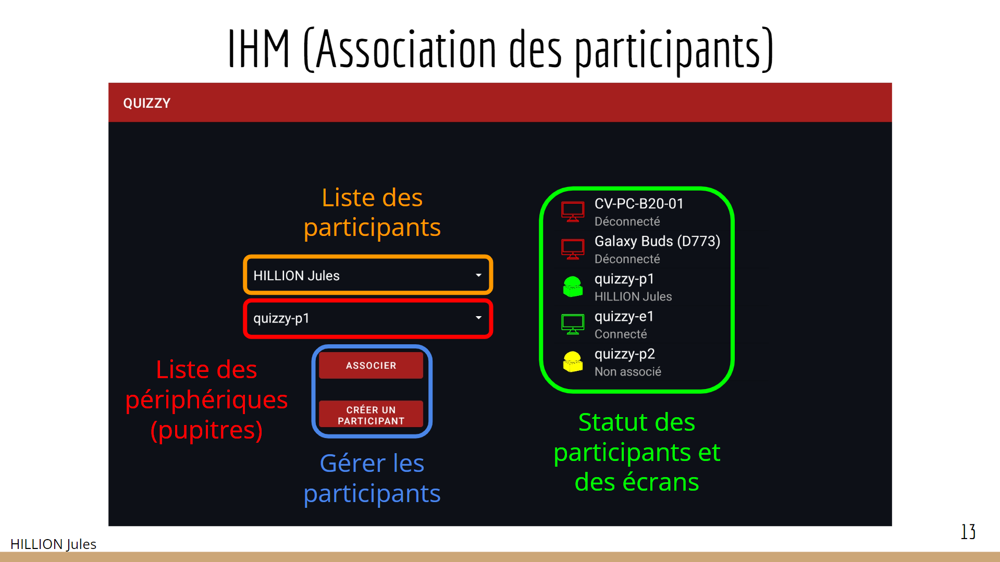 IHM (Association des participants)
QUIZZY
Liste des
participants
HILLION Jules
quizzy-p1
Liste des
périphériques
(pupitres)
ASSOCIER
CRÉER UN
PARTICIPANT
Gérer les
participants
CV-PC-B20-01
Déconnecté
Galaxy Buds (D773)
Déconnecté
quizzy-p1
HILLION Jules
quizzy-e1
Connecté
quizzy-p2
Non associé
Statut des
participants et
des écrans
HILLION Jules
13